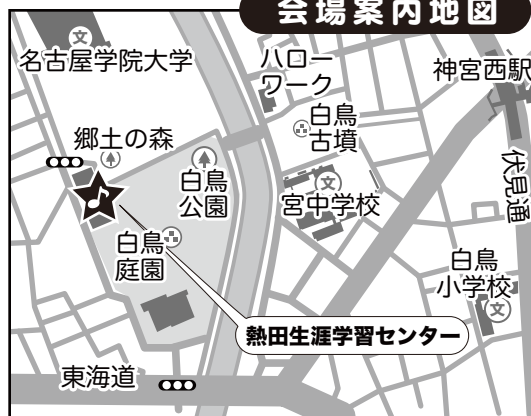 会場案内地図
文
名古屋学院大学
ハロー
ワーク
神宮西駅
白鳥
古墳
郷土の森
伏見通
白鳥
公園
文
宮中学校
白鳥
庭園
白鳥
小学校
文
熱田生涯学習センター
東海道